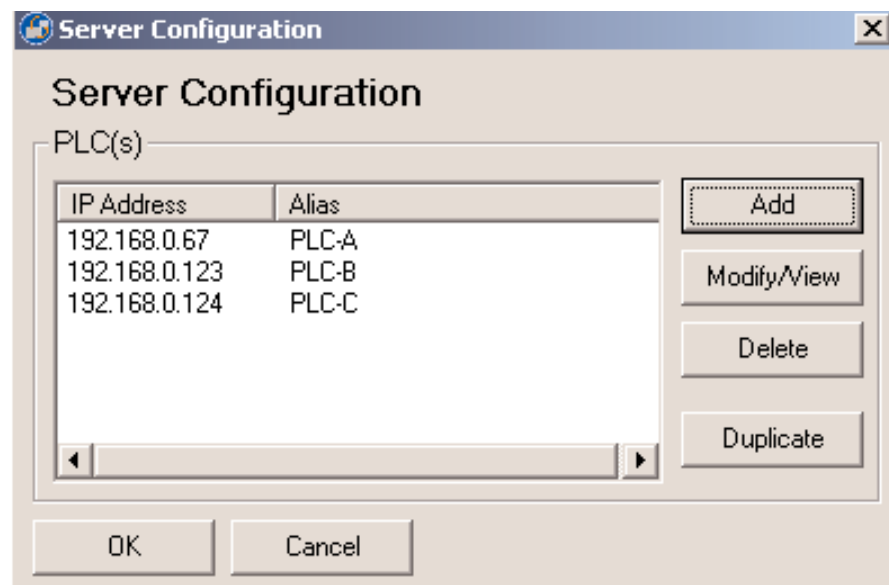 Server Configuration
Server Configuration
PLC(s)
IP Address Alias
192.168.0.67 PLC-A
192.168.0.123 PLC-B
192.168.0.124 PLC-C
Add
Modify/View
Delete
Duplicate
OK Cancel